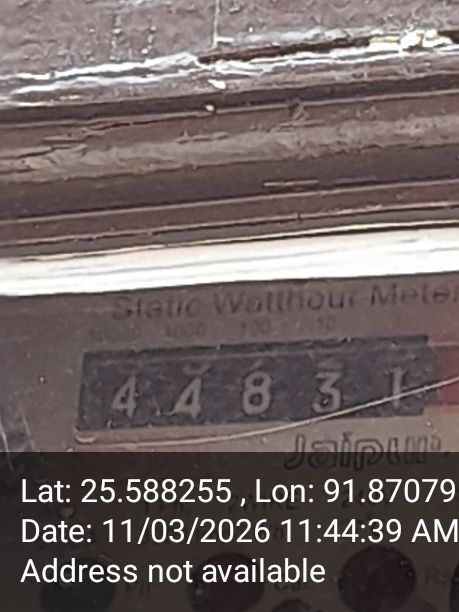 Static Watthour Meter
1000 100 10
4 4 8 3 1
Jaipur
Lat: 25.588255 , Lon: 91.87079
Date: 11/03/2026 11:44:39 AM
Address not available